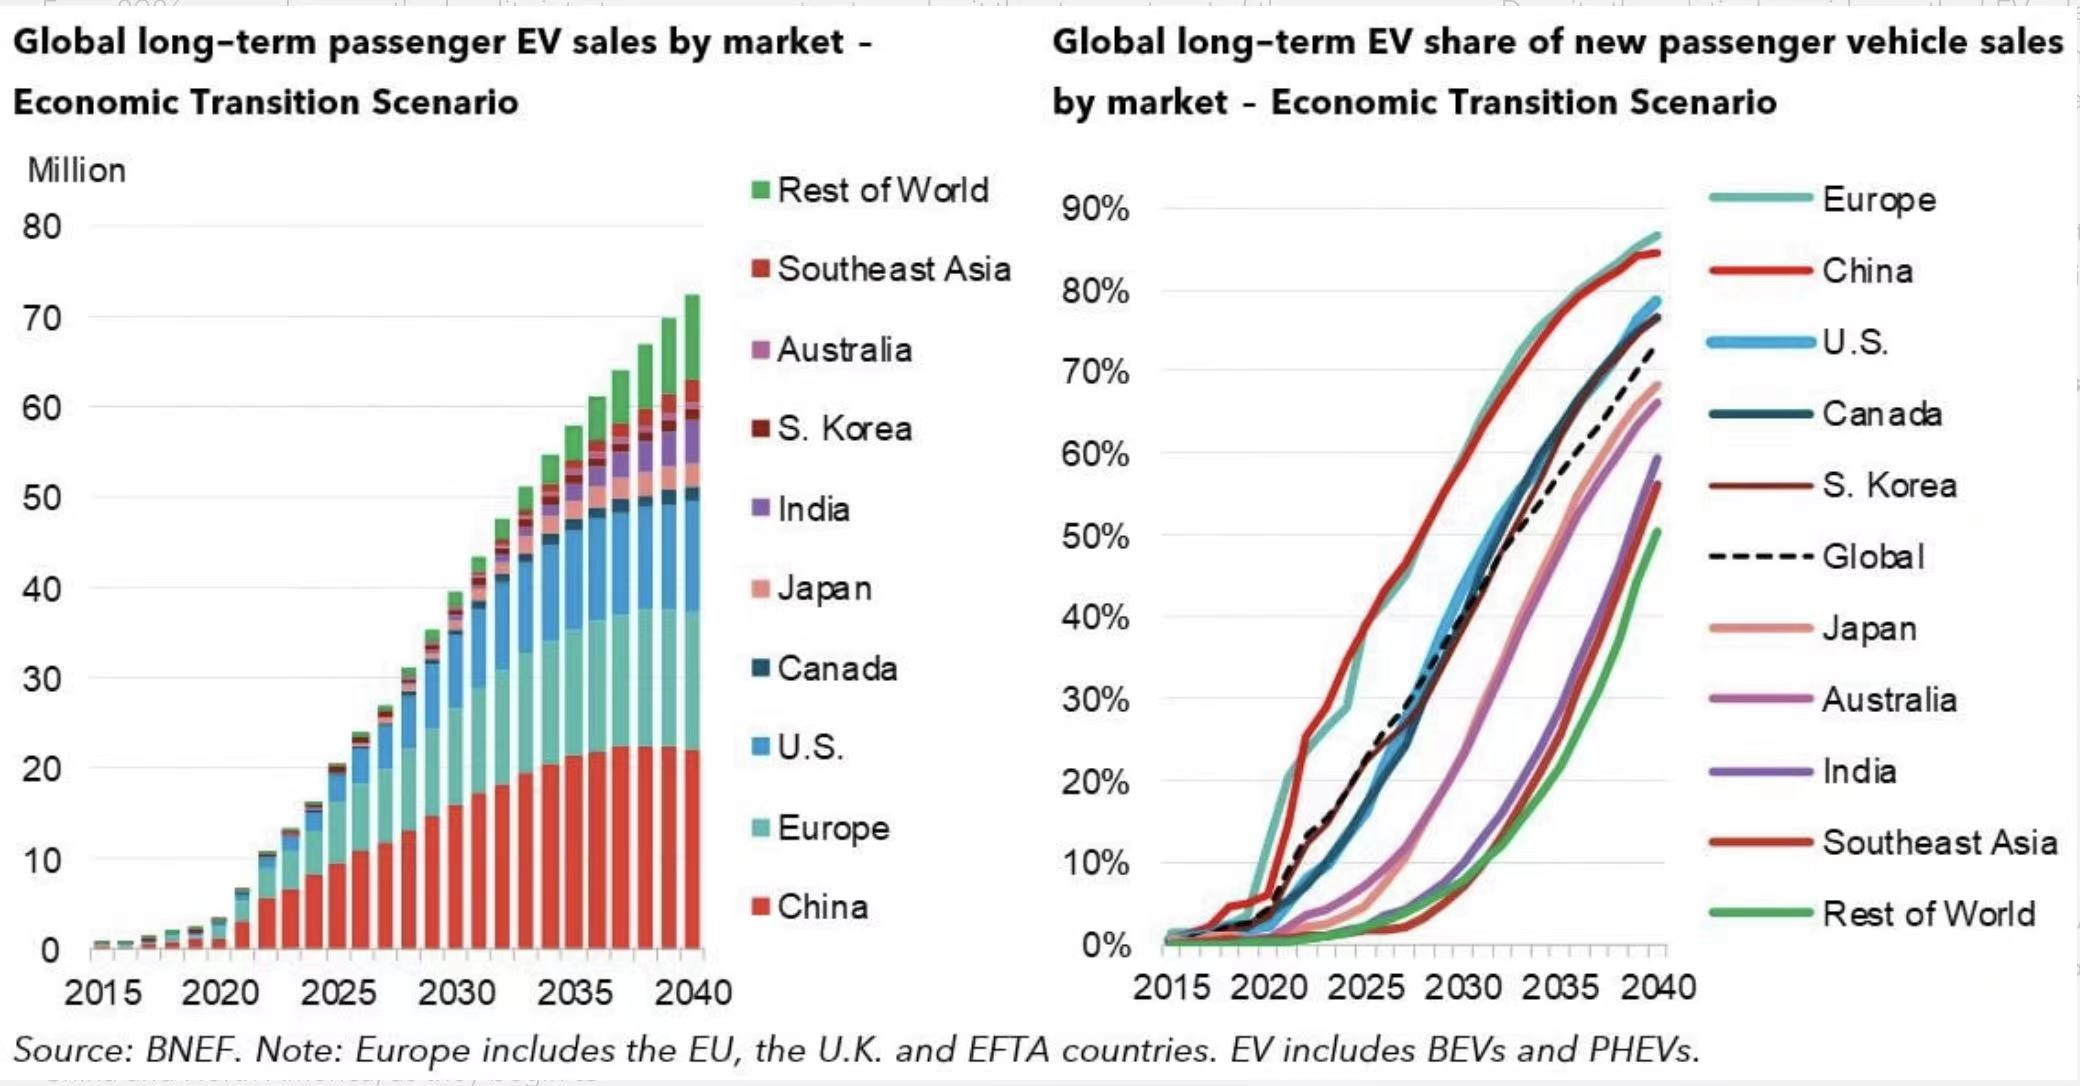 Global long-term passenger EV sales by market -
Economic Transition Scenario
Million
80
70
60
50
40
30
20
10
0
2015 2020 2025 2030 2035 2040
Rest of World
Southeast Asia
Australia
S. Korea
India
Japan
Canada
U.S.
Europe
China
Global long-term EV share of new passenger vehicle sales
by market - Economic Transition Scenario
90%
80%
70%
60%
50%
40%
30%
20%
10%
0%
2015 2020 2025 2030 2035 2040
Europe
China
U.S.
Canada
S. Korea
Global
Japan
Australia
India
Southeast Asia
Rest of World
Source: BNEF. Note: Europe includes the EU, the U.K. and EFTA countries. EV includes BEVs and PHEVs.